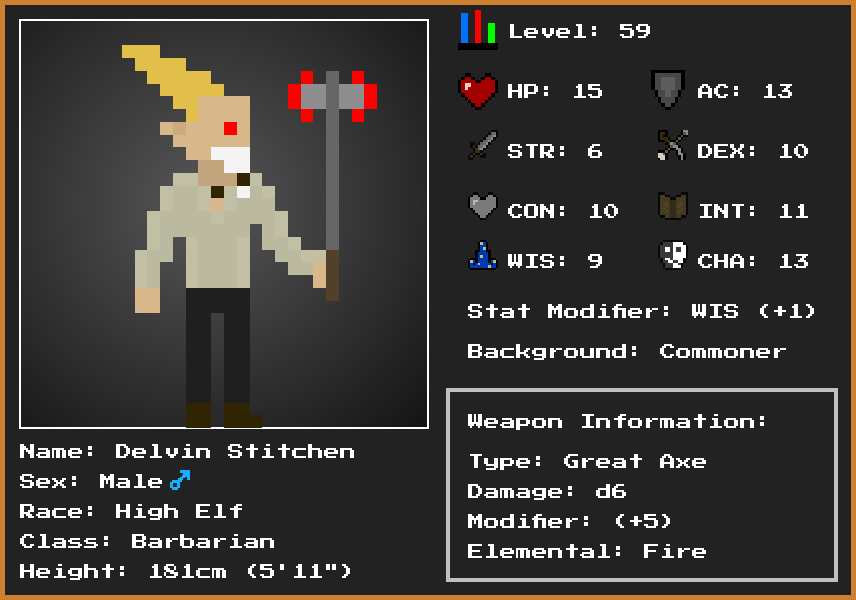 Level: 59
HP: 15 AC: 13
STR: 6 DEX: 10
CON: 10 INT: 11
WIS: 9 CHA: 13
Stat Modifier: WIS (+1)
Background: Commoner
Weapon Information:
Type: Great Axe
Damage: d6
Modifier: (+5)
Elemental: Fire
Name: Delvin Stitchen
Sex: Male♂
Race: High Elf
Class: Barbarian
Height: 181cm (5'11")